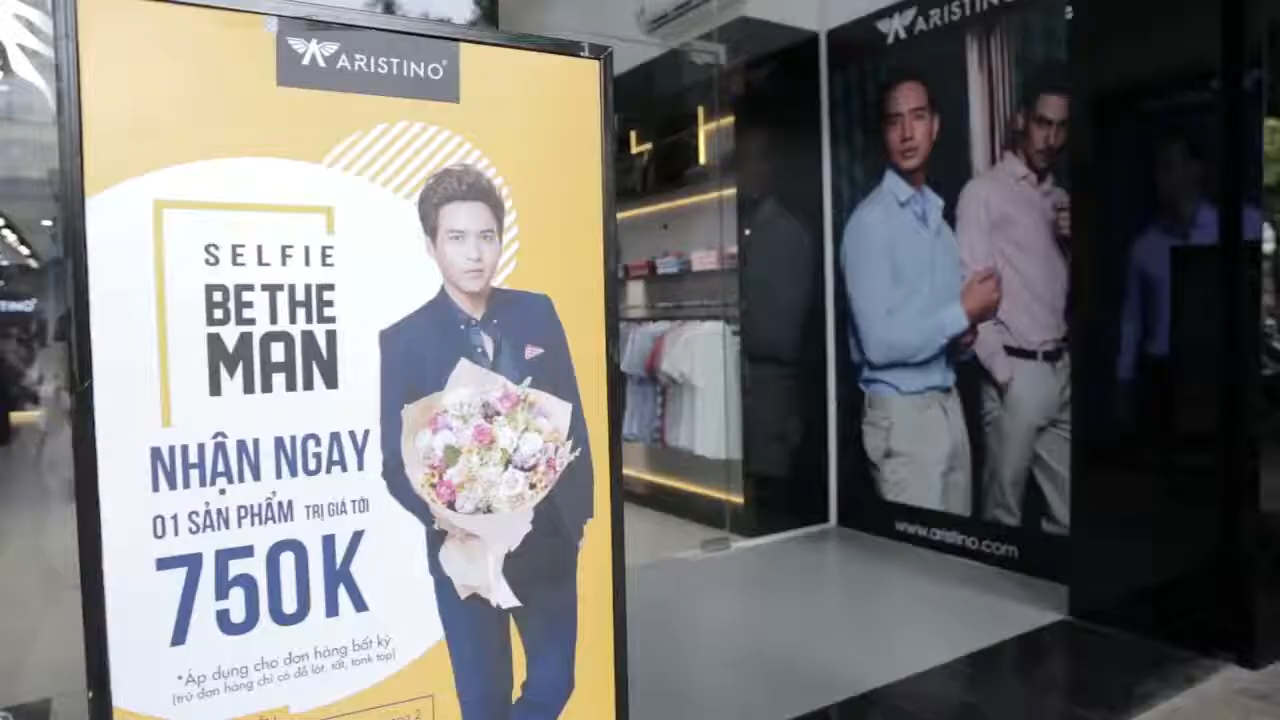 ARISTINO
SELFIE
BE THE
MAN
NHẬN NGAY
01 SẢN PHẨM TRỊ GIÁ TỚI
750K
*Áp dụng cho đơn hàng bất kỳ
(trừ đơn hàng chỉ có đồ lót, tất, tank top)
ARISTINO
www.aristino.com